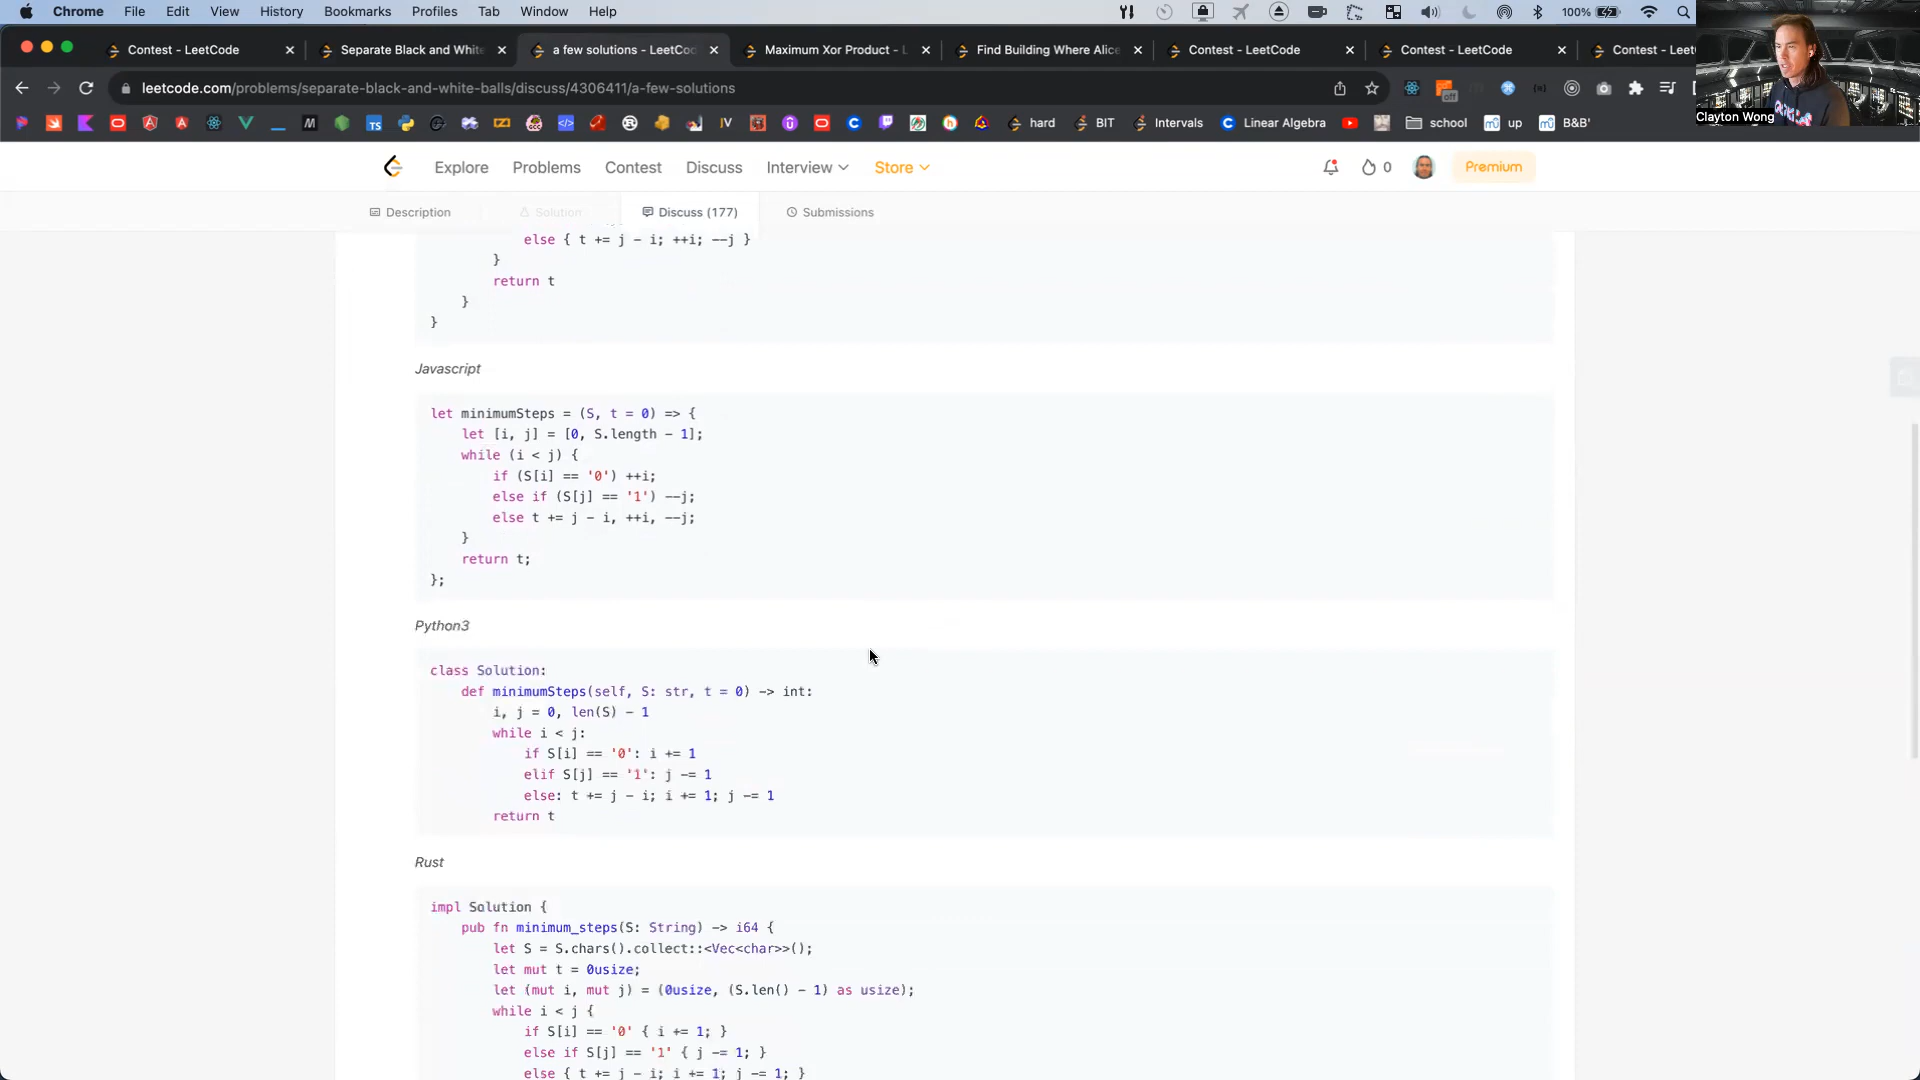 Chrome File Edit View History Bookmarks Profiles Tab Window Help 100%
Contest - LeetCode Separate Black and White a few solutions - LeetCo Maximum Xor Product - L Find Building Where Alice Contest - LeetCode Contest - LeetCode Contest - LeetC
leetcode.com/problems/separate-black-and-white-balls/discuss/4306411/a-few-solutions
off
hard BIT Intervals Linear Algebra school up B&B'
Clayton Wong
Explore Problems Contest Discuss Interview Store 0 Premium
Description Solution Discuss (177) Submissions
else { t += j - i; ++i; --j }
}
return t
}
}
Javascript
let minimumSteps = (S, t = 0) => {
let [i, j] = [0, S.length - 1];
while (i < j) {
if (S[i] == '0') ++i;
else if (S[j] == '1') --j;
else t += j - i, ++i, --j;
}
return t;
};
Python3
class Solution:
def minimumSteps(self, S: str, t = 0) -> int:
i, j = 0, len(S) - 1
while i < j:
if S[i] == '0': i += 1
elif S[j] == '1': j -= 1
else: t += j - i; i += 1; j -= 1
return t
Rust
impl Solution {
pub fn minimum_steps(S: String) -> i64 {
let S = S.chars().collect::<Vec<char>>();
let mut t = 0usize;
let (mut i, mut j) = (0usize, (S.len() - 1) as usize);
while i < j {
if S[i] == '0' { i += 1; }
else if S[j] == '1' { j -= 1; }
else { t += j - i; i += 1; j -= 1; }